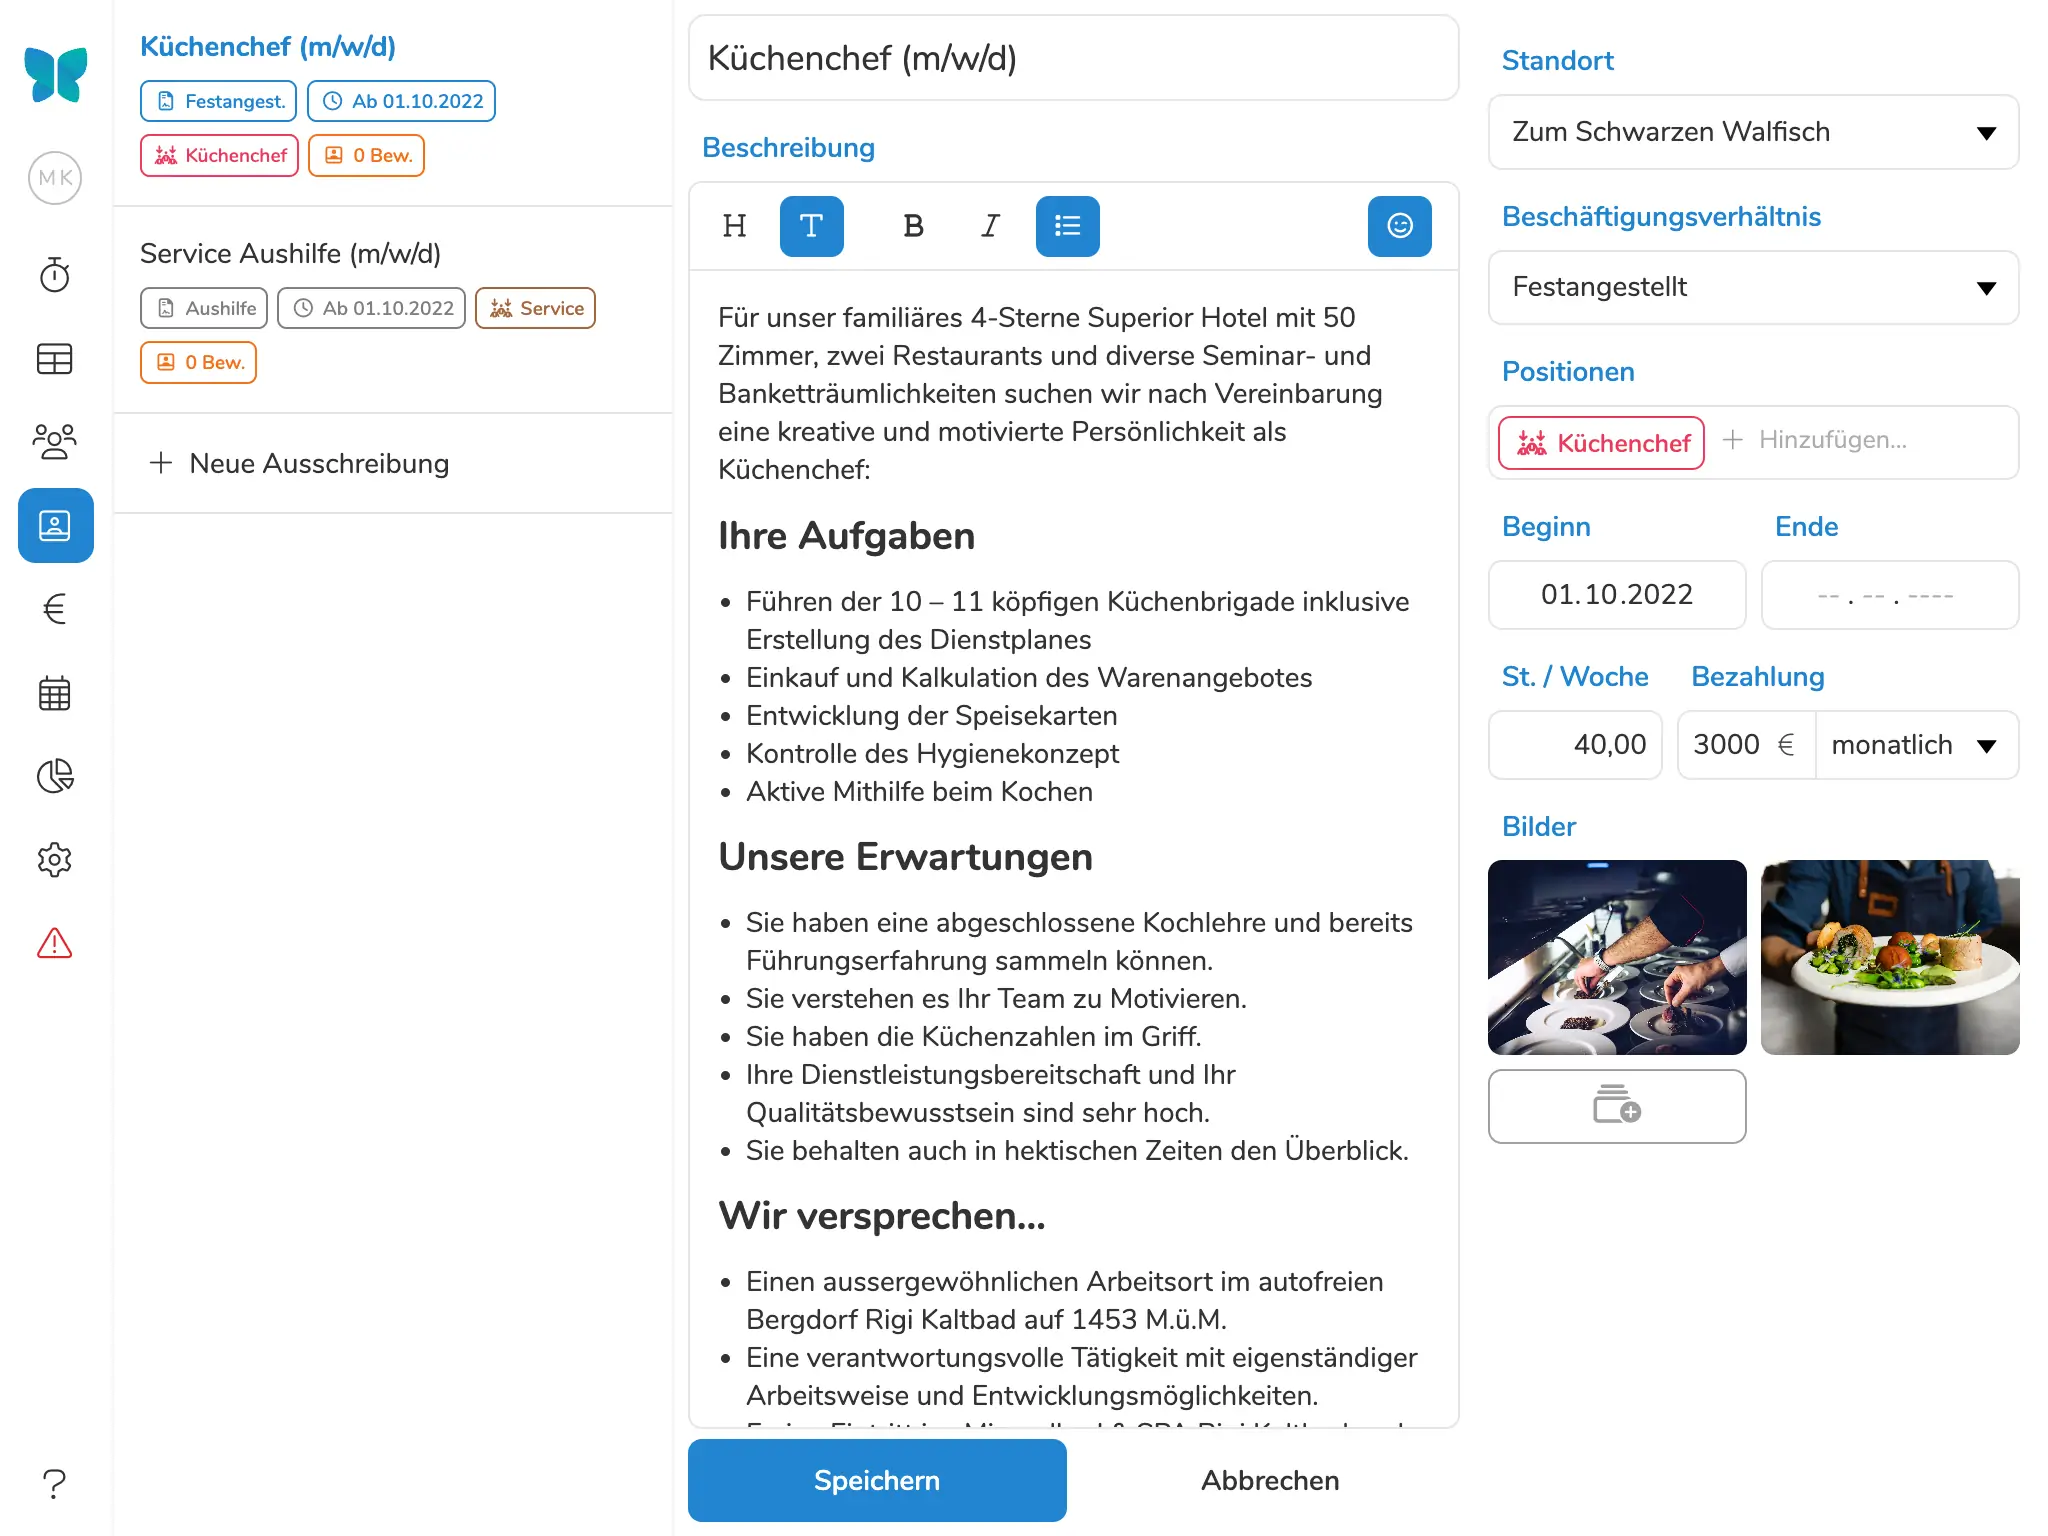 MK
Küchenchef (m/w/d)
Festangest.
Ab 01.10.2022
Küchenchef
0 Bew.
Service Aushilfe (m/w/d)
Aushilfe
Ab 01.10.2022
Service
0 Bew.
+ Neue Ausschreibung
?
Küchenchef (m/w/d)
Beschreibung
H T B I
Für unser familiäres 4-Sterne Superior Hotel mit 50
Zimmer, zwei Restaurants und diverse Seminar- und
Banketträumlichkeiten suchen wir nach Vereinbarung
eine kreative und motivierte Persönlichkeit als
Küchenchef:
Ihre Aufgaben
• Führen der 10 – 11 köpfigen Küchenbrigade inklusive
Erstellung des Dienstplanes
• Einkauf und Kalkulation des Warenangebotes
• Entwicklung der Speisekarten
• Kontrolle des Hygienekonzept
• Aktive Mithilfe beim Kochen
Unsere Erwartungen
• Sie haben eine abgeschlossene Kochlehre und bereits
Führungserfahrung sammeln können.
• Sie verstehen es Ihr Team zu Motivieren.
• Sie haben die Küchenzahlen im Griff.
• Ihre Dienstleistungsbereitschaft und Ihr
Qualitätsbewusstsein sind sehr hoch.
• Sie behalten auch in hektischen Zeiten den Überblick.
Wir versprechen...
• Einen aussergewöhnlichen Arbeitsort im autofreien
Bergdorf Rigi Kaltbad auf 1453 M.ü.M.
• Eine verantwortungsvolle Tätigkeit mit eigenständiger
Arbeitsweise und Entwicklungsmöglichkeiten.
Speichern
Abbrechen
Standort
Zum Schwarzen Walfisch
Beschäftigungsverhältnis
Festangestellt
Positionen
Küchenchef
+ Hinzufügen...
Beginn
Ende
01.10.2022
-- . -- . ----
St. / Woche
Bezahlung
40,00
3000 €
monatlich
Bilder